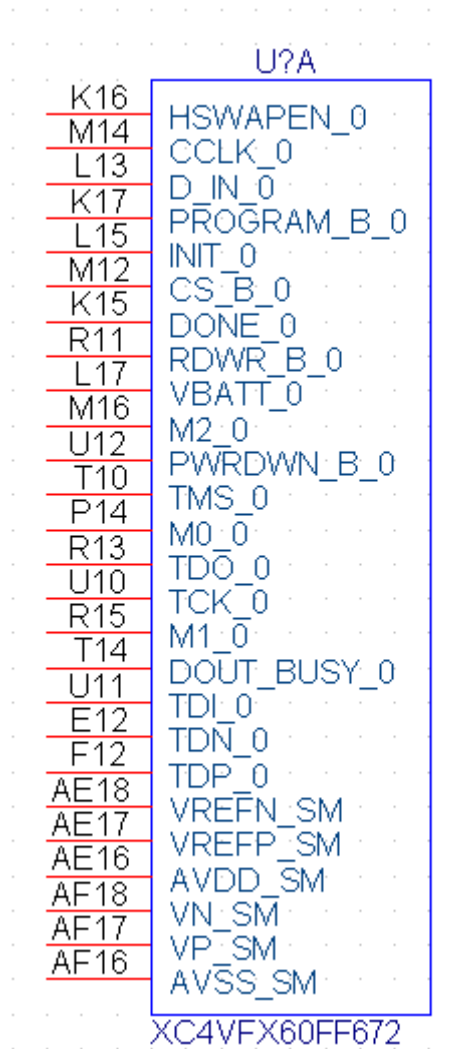 U?A
K16 HSWAPEN_0
M14 CCLK_0
L13 D_IN_0
K17 PROGRAM_B_0
L15 INIT_0
M12 CS_B_0
K15 DONE_0
R11 RDWR_B_0
L17 VBATT_0
M16 M2_0
U12 PWRDWN_B_0
T10 TMS_0
P14 M0_0
R13 TDO_0
U10 TCK_0
R15 M1_0
T14 DOUT_BUSY_0
U11 TDI_0
E12 TDN_0
F12 TDP_0
AE18 VREFN_SM
AE17 VREFP_SM
AE16 AVDD_SM
AF18 VN_SM
AF17 VP_SM
AF16 AVSS_SM
XC4VFX60FF672